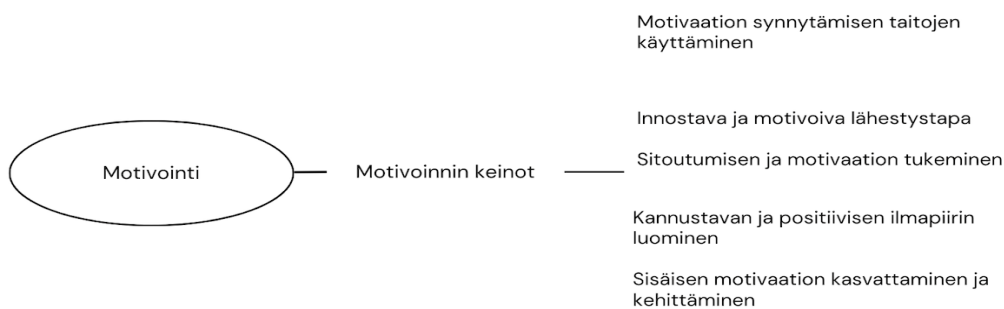 Motivaation synnytämisen taitojen
käyttäminen
Innostava ja motivoiva lähestystapa
Motivointi
Motivoinnin keinot
Sitoutumisen ja motivaation tukeminen
Kannustavan ja positiivisen ilmapiirin
luominen
Sisäisen motivaation kasvattaminen ja
kehittäminen